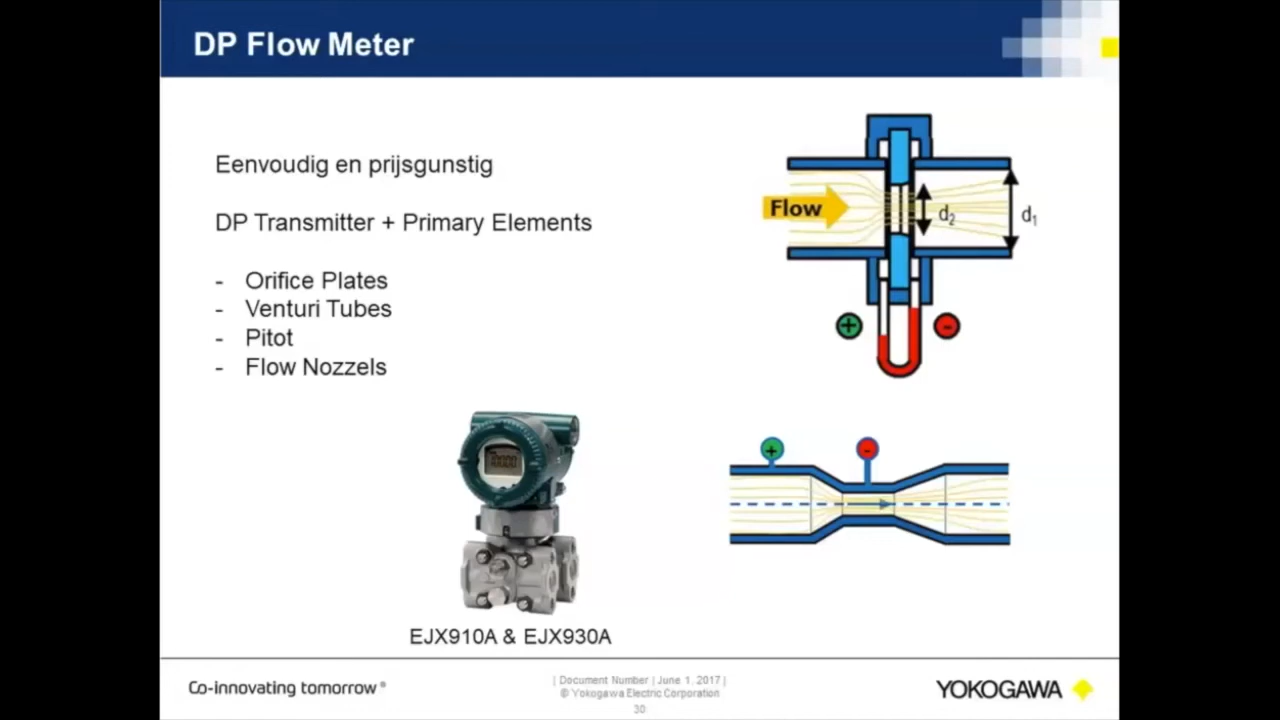 DP Flow Meter
Eenvoudig en prijsgunstig
DP Transmitter + Primary Elements
- Orifice Plates
- Venturi Tubes
- Pitot
- Flow Nozzels
Flow
d₂
d₁
+
-
+
-
EJX910A & EJX930A
Co-innovating tomorrow®
| Document Number | June 1, 2017 |
© Yokogawa Electric Corporation
30
YOKOGAWA